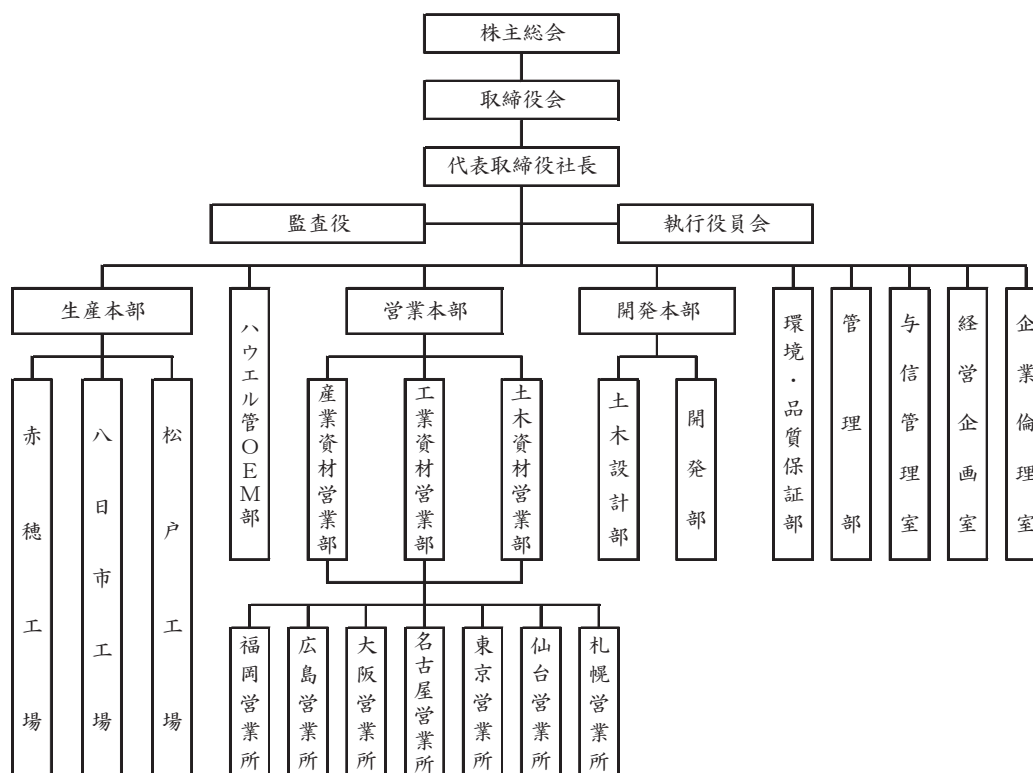 株主総会
取締役会
代表取締役社長
監査役
執行役員会
生産本部
ハウエル管OEM部
営業本部
開発本部
環境・品質保証部
管理部
与信管理室
経営企画室
企業倫理室
赤穂工場
八日市工場
松戸工場
産業資材営業部
工業資材営業部
土木資材営業部
土木設計部
開発部
福岡営業所
広島営業所
大阪営業所
名古屋営業所
東京営業所
仙台営業所
札幌営業所